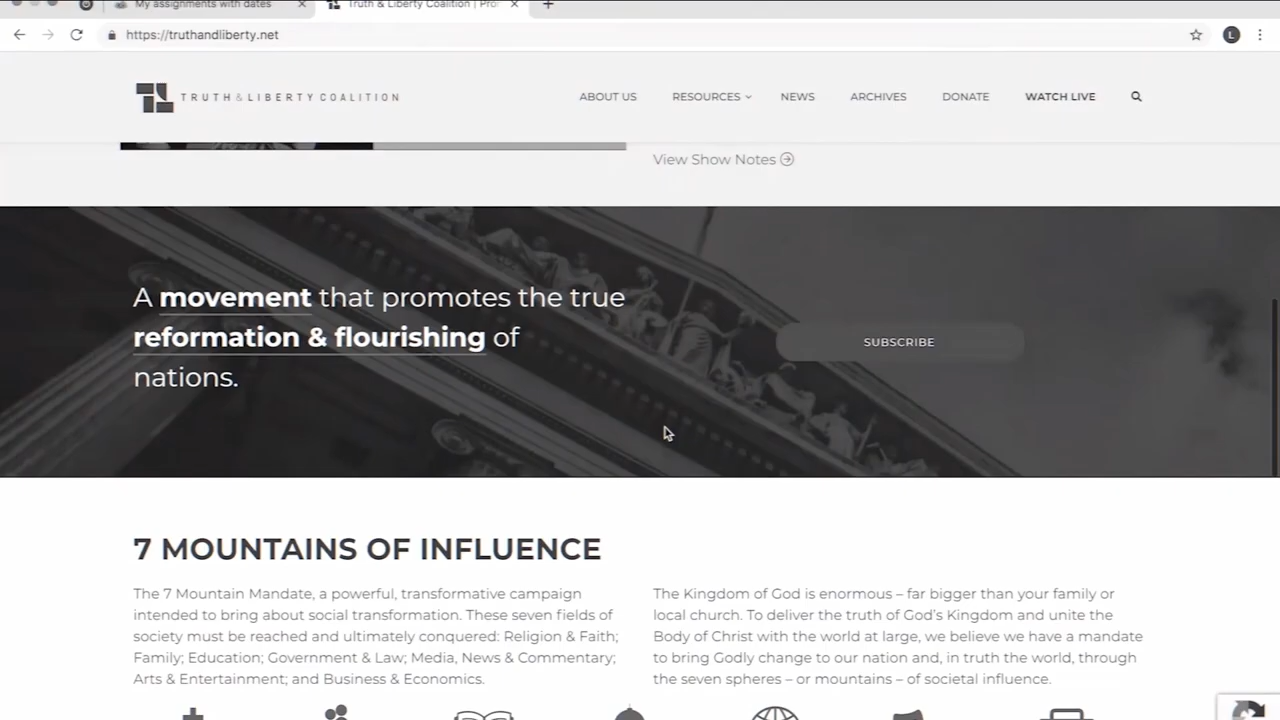 My assignments with dates
Truth & Liberty Coalition | Pro
https://truthandliberty.net
L
TRUTH & LIBERTY COALITION
ABOUT US
RESOURCES
NEWS
ARCHIVES
DONATE
WATCH LIVE
View Show Notes
A movement that promotes the true
reformation & flourishing of
nations.
SUBSCRIBE
7 MOUNTAINS OF INFLUENCE
The 7 Mountain Mandate, a powerful, transformative campaign
intended to bring about social transformation. These seven fields of
society must be reached and ultimately conquered: Religion & Faith;
Family; Education; Government & Law; Media, News & Commentary;
Arts & Entertainment; and Business & Economics.
The Kingdom of God is enormous – far bigger than your family or
local church. To deliver the truth of God's Kingdom and unite the
Body of Christ with the world at large, we believe we have a mandate
to bring Godly change to our nation and, in truth the world, through
the seven spheres – or mountains – of societal influence.